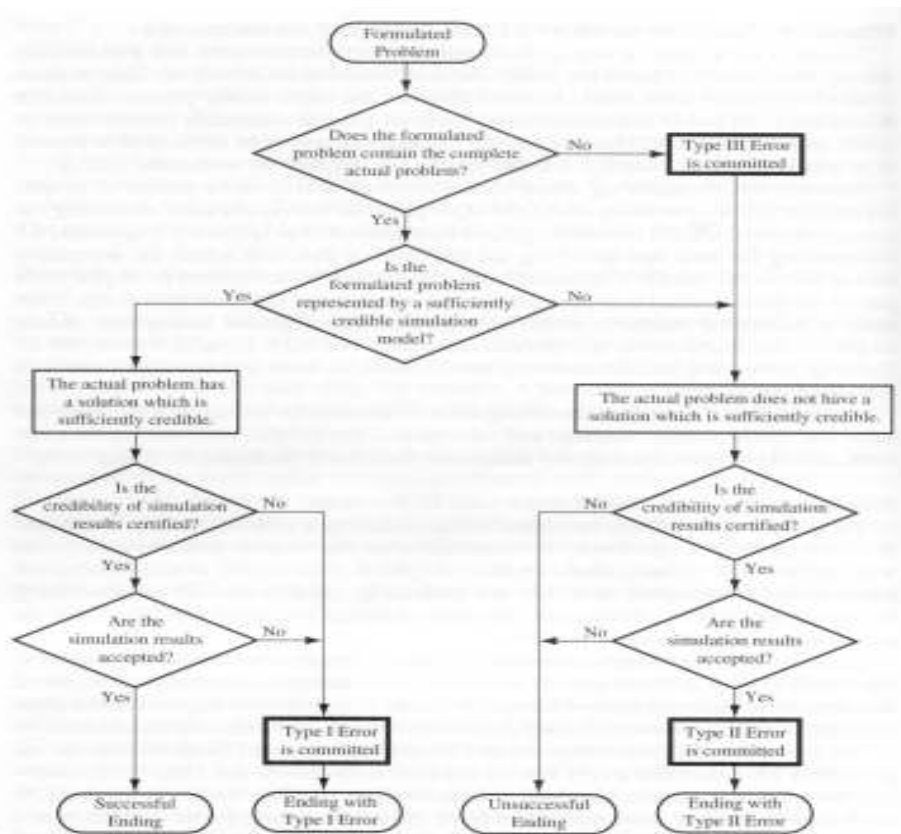 Formulated
Problem
Does the formulated
problem contain the complete
actual problem?
No
Type III Error
is committed
Yes
Is the
formulated problem
represented by a sufficiently
credible simulation
model?
Yes
No
The actual problem has
a solution which is
sufficiently credible.
The actual problem does not have a
solution which is sufficiently credible.
Is the
credibility of simulation
results certified?
No
Yes
Is the
credibility of simulation
results certified?
No
Yes
Are the
simulation results
accepted?
No
Yes
Are the
simulation results
accepted?
No
Yes
Type I Error
is committed
Type II Error
is committed
Successful
Ending
Ending with
Type I Error
Unsuccessful
Ending
Ending with
Type II Error